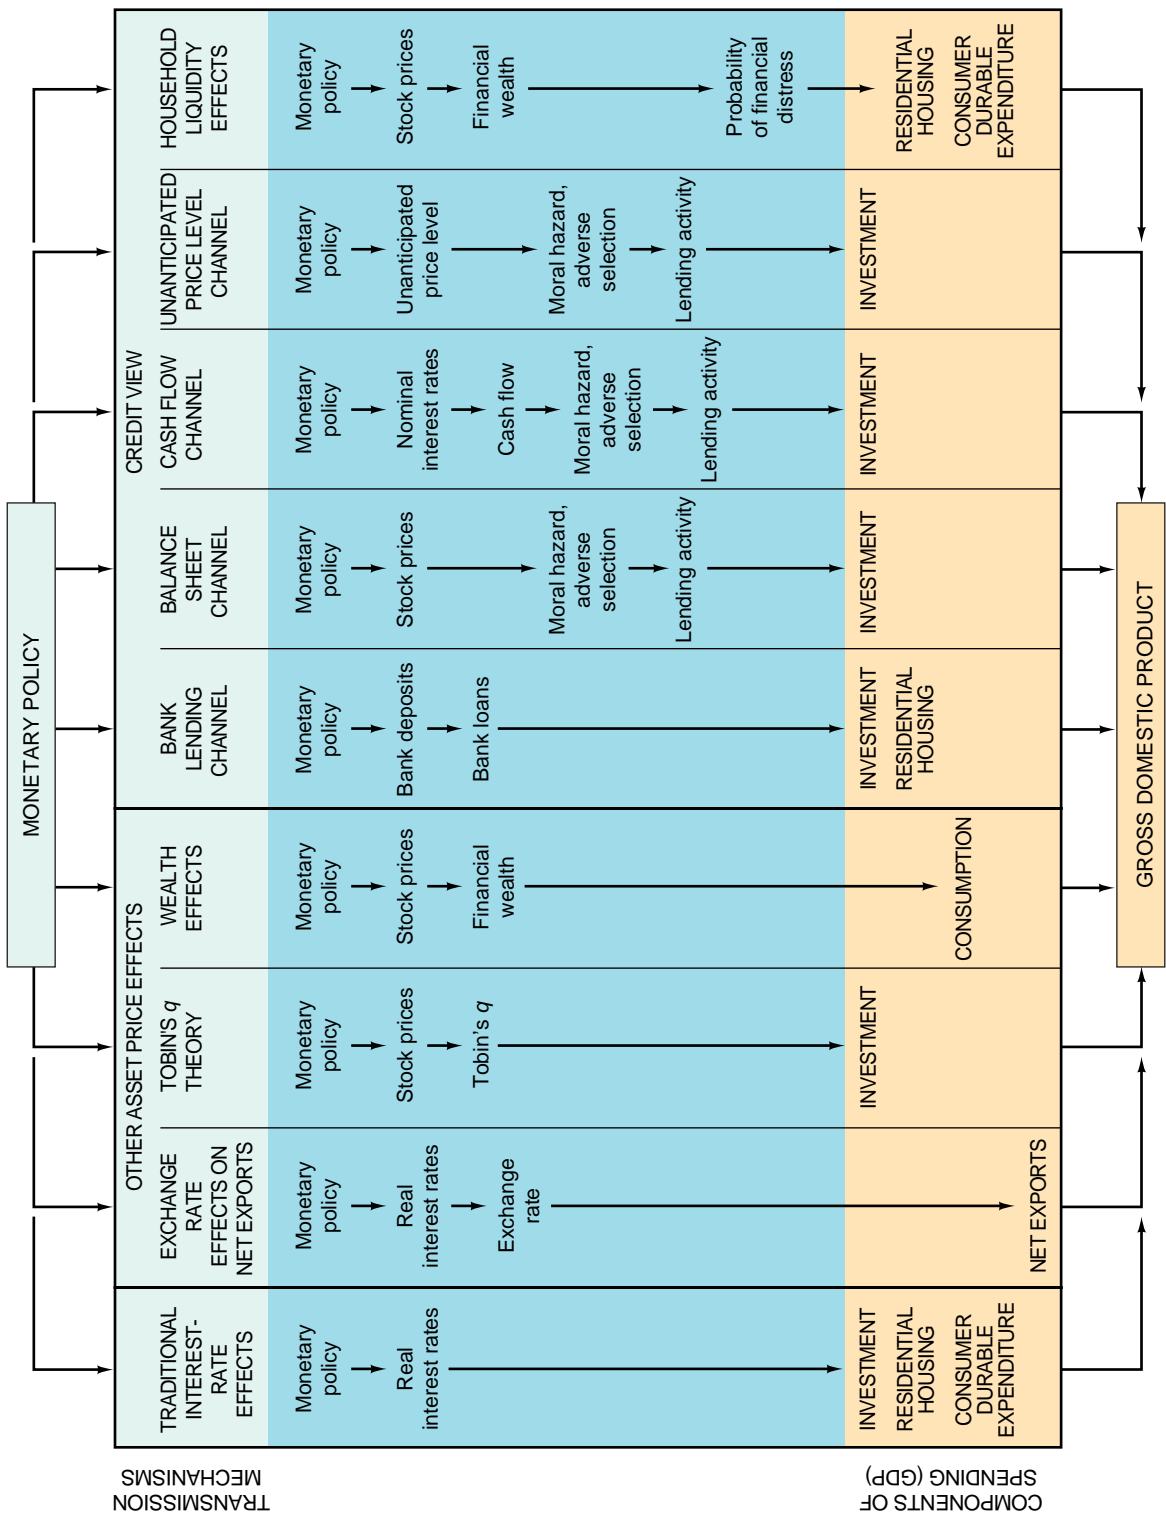 MONETARY POLICY
TRANSMISSION
MECHANISMS
TRADITIONAL
INTEREST-
RATE
EFFECTS
OTHER ASSET PRICE EFFECTS
EXCHANGE
RATE
EFFECTS ON
NET EXPORTS
TOBIN'S q
THEORY
WEALTH
EFFECTS
CREDIT VIEW
BANK
LENDING
CHANNEL
BALANCE
SHEET
CHANNEL
CASH FLOW
CHANNEL
UNANTICIPATED
PRICE LEVEL
CHANNEL
HOUSEHOLD
LIQUIDITY
EFFECTS
Monetary
policy
Real
interest rates
Monetary
policy
Real
interest rates
Exchange
rate
Monetary
policy
Stock prices
Tobin's q
Monetary
policy
Stock prices
Financial
wealth
Monetary
policy
Bank deposits
Bank loans
Monetary
policy
Stock prices
Moral hazard,
adverse
selection
Lending activity
Monetary
policy
Nominal
interest rates
Cash flow
Moral hazard,
adverse
selection
Lending activity
Monetary
policy
Unanticipated
price level
Moral hazard,
adverse
selection
Lending activity
Monetary
policy
Stock prices
Financial
wealth
Probability
of financial
distress
COMPONENTS OF
SPENDING (GDP)
INVESTMENT
RESIDENTIAL
HOUSING
CONSUMER
DURABLE
EXPENDITURE
NET EXPORTS
INVESTMENT
CONSUMPTION
INVESTMENT
RESIDENTIAL
HOUSING
INVESTMENT
INVESTMENT
INVESTMENT
RESIDENTIAL
HOUSING
CONSUMER
DURABLE
EXPENDITURE
GROSS DOMESTIC PRODUCT